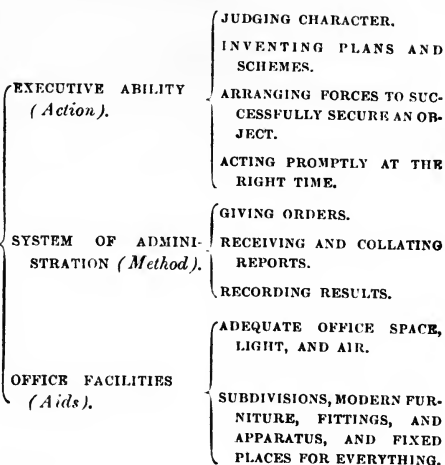 JUDGING CHARACTER.
INVENTING PLANS AND
SCHEMES.
EXECUTIVE ABILITY
(Action).
ARRANGING FORCES TO SUC-
CESSFULLY SECURE AN OB-
JECT.
ACTING PROMPTLY AT THE
RIGHT TIME.
GIVING ORDERS.
SYSTEM OF ADMINI-
STRATION (Method).
RECEIVING AND COLLATING
REPORTS.
RECORDING RESULTS.
ADEQUATE OFFICE SPACE,
LIGHT, AND AIR.
OFFICE FACILITIES
(Aids).
SUBDIVISIONS, MODERN FUR-
NITURE, FITTINGS, AND
APPARATUS, AND FIXED
PLACES FOR EVERYTHING.